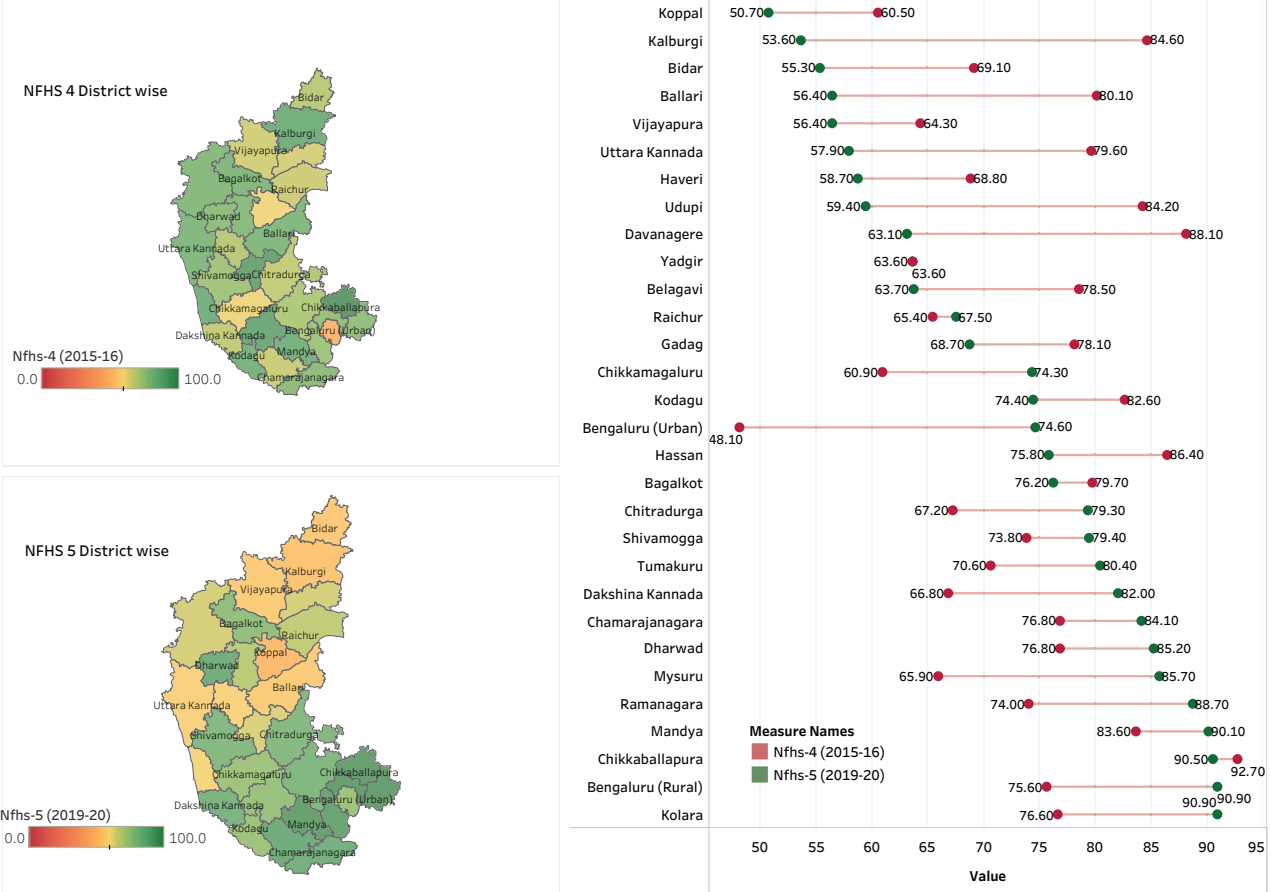 NFHS 4 District wise
Bidar
Kalburgi
Vijayapura
Bagalkot
Raichur
Dharwad
Ballari
Uttara Kannada
Shivamogga
Chitradurga
Chikkamagaluru
Chikkaballapura
Dakshina Kannada
Bengaluru (Urban)
Kodagu
Mandya
Chamarajanagara
Nfhs-4 (2015-16)
0.0
100.0
NFHS 5 District wise
Bidar
Kalburgi
Vijayapura
Bagalkot
Raichur
Koppal
Dharwad
Ballari
Uttara Kannada
Shivamogga
Chitradurga
Chikkamagaluru
Chikkaballapura
Dakshina Kannada
Bengaluru (Urban)
Kodagu
Mandya
Chamarajanagara
Nfhs-5 (2019-20)
0.0
100.0
Koppal 50.70 60.50
Kalburgi 53.60 84.60
Bidar 55.30 69.10
Ballari 56.40 80.10
Vijayapura 56.40 64.30
Uttara Kannada 57.90 79.60
Haveri 58.70 68.80
Udupi 59.40 84.20
Davanagere 63.10 88.10
Yadgir 63.60
63.60
Belagavi 63.70 78.50
Raichur 65.40 67.50
Gadag 68.70 78.10
Chikkamagaluru 60.90 74.30
Kodagu 74.40 82.60
Bengaluru (Urban) 74.60
48.10
Hassan 75.80 86.40
Bagalkot 76.20 79.70
Chitradurga 67.20 79.30
Shivamogga 73.80 79.40
Tumakuru 70.60 80.40
Dakshina Kannada 66.80 82.00
Chamarajanagara 76.80 84.10
Dharwad 76.80 85.20
Mysuru 65.90 85.70
Ramanagara 74.00 88.70
Mandya 83.60 90.10
Chikkaballapura 90.50
92.70
Bengaluru (Rural) 75.60
90.90 90.90
Kolara 76.60
Measure Names
Nfhs-4 (2015-16)
Nfhs-5 (2019-20)
50 55 60 65 70 75 80 85 90 95
Value